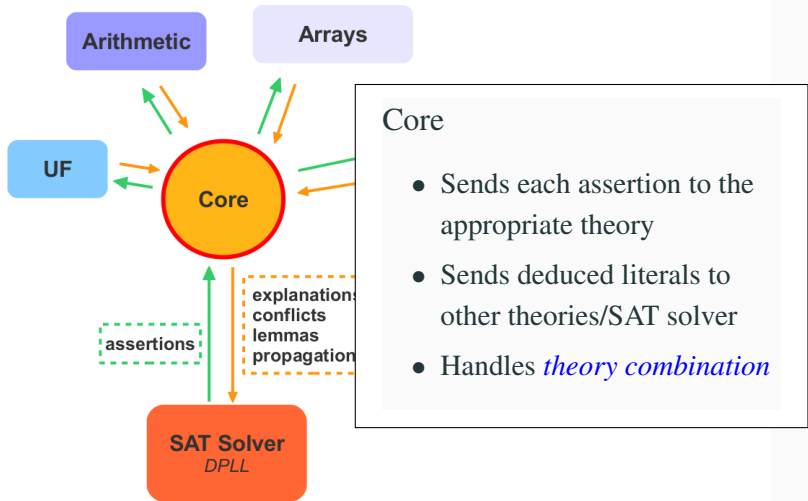 Arithmetic
Arrays
UF
Core
assertions
explanations
conflicts
lemmas
propagation
SAT Solver
DPLL
Core
• Sends each assertion to the
appropriate theory
• Sends deduced literals to
other theories/SAT solver
• Handles theory combination